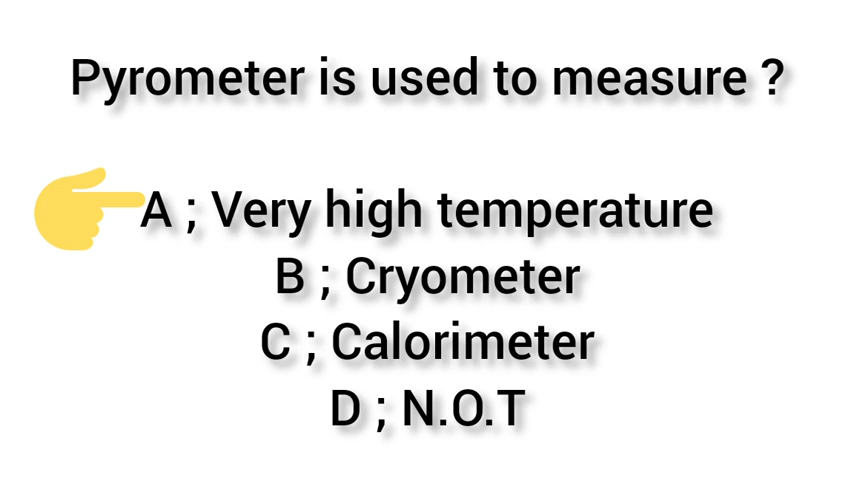 Pyrometer is used to measure ?
A ; Very high temperature
B ; Cryometer
C ; Calorimeter
D ; N.O.T